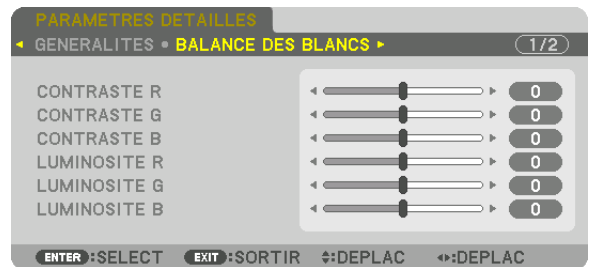 PARAMETRES DETAILLES
GENERALITES • BALANCE DES BLANCS 1/2
CONTRASTE R 0
CONTRASTE G 0
CONTRASTE B 0
LUMINOSITE R 0
LUMINOSITE G 0
LUMINOSITE B 0
ENTER :SELECT EXIT :SORTIR :DEPLAC :DEPLAC